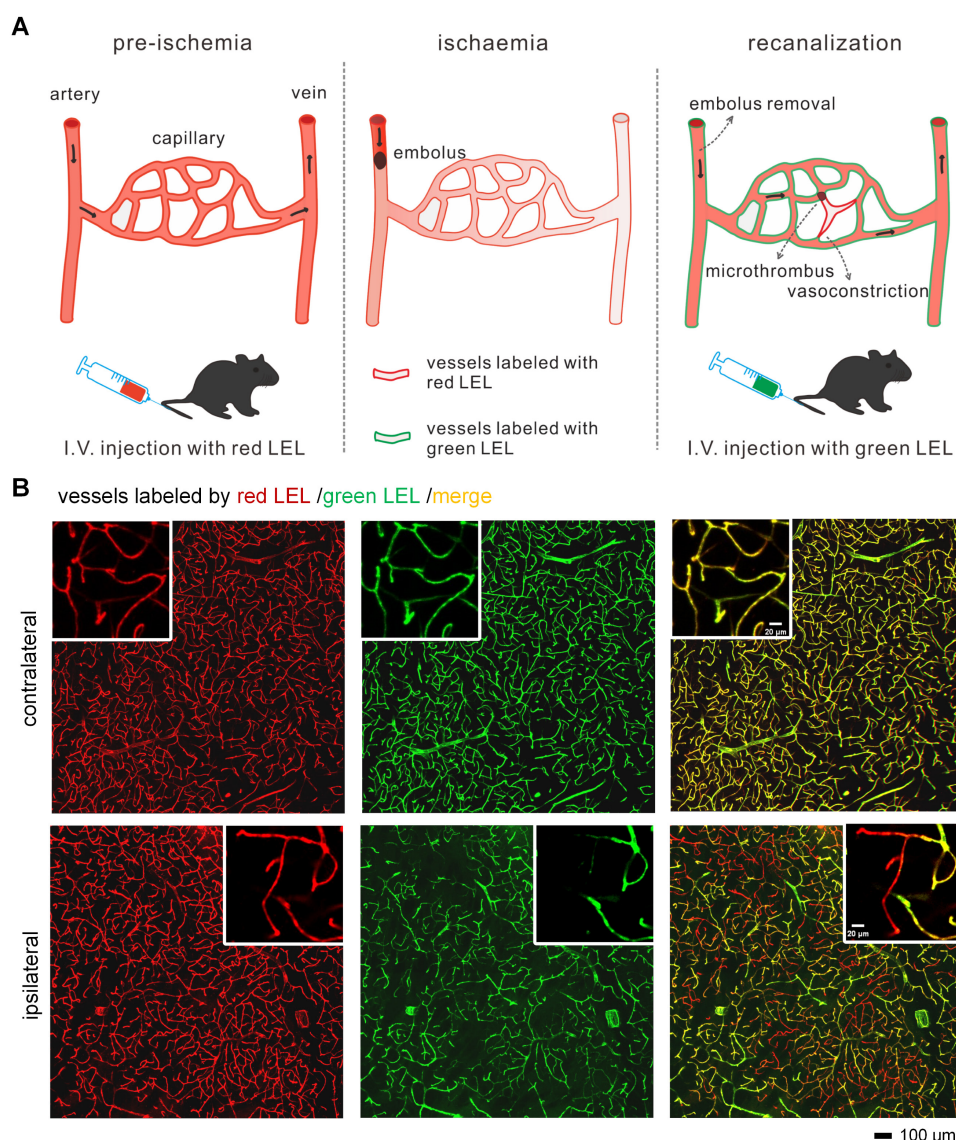 A
pre-ischemia
ischaemia
recanalization
artery
vein
capillary
embolus
embolus removal
microthrombus
vasoconstriction
vessels labeled with
red LEL
vessels labeled with
green LEL
I.V. injection with red LEL
I.V. injection with green LEL
B
vessels labeled by red LEL /green LEL /merge
contralateral
20 µm
ipsilateral
20 µm
100 µm